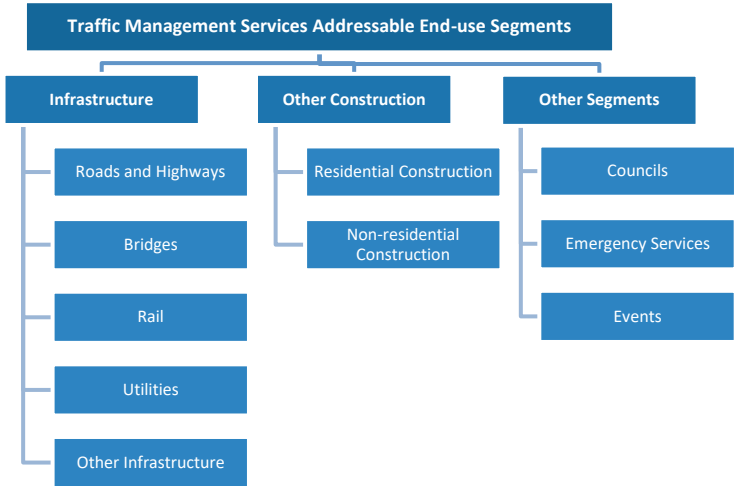 Traffic Management Services Addressable End-use Segments
Infrastructure
Roads and Highways
Bridges
Rail
Utilities
Other Infrastructure
Other Construction
Residential Construction
Non-residential
Construction
Other Segments
Councils
Emergency Services
Events